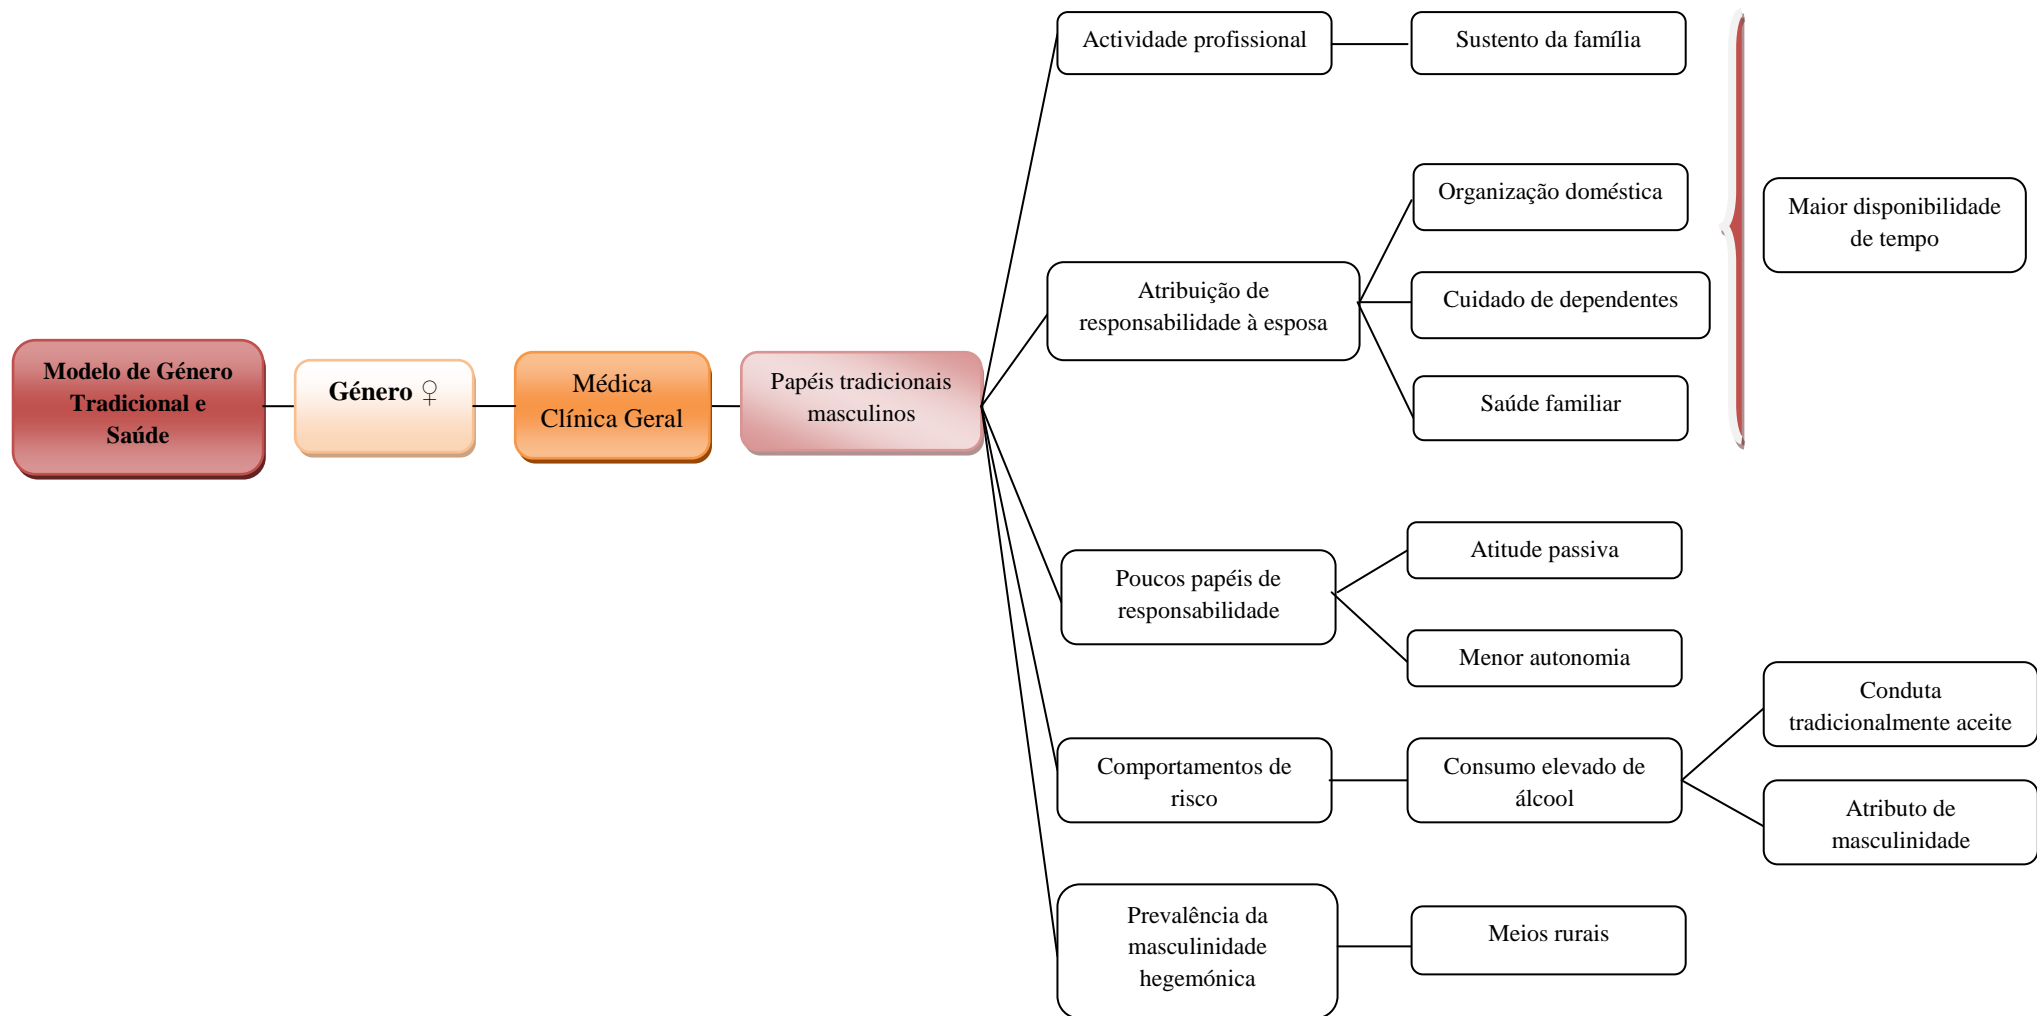 Modelo de Género
Tradicional e
Saúde
Género ♀
Médica
Clínica Geral
Papéis tradicionais
masculinos
Actividade profissional
Sustento da família
Atribuição de
responsabilidade à esposa
Organização doméstica
Cuidado de dependentes
Saúde familiar
Maior disponibilidade
de tempo
Poucos papéis de
responsabilidade
Atitude passiva
Menor autonomia
Comportamentos de
risco
Consumo elevado de
álcool
Conduta
tradicionalmente aceite
Atributo de
masculinidade
Prevalência da
masculinidade
hegemónica
Meios rurais